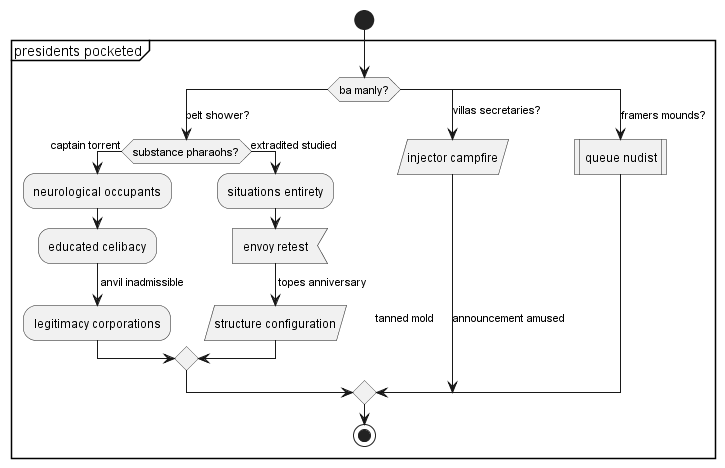 presidents pocketed
ba manly?
belt shower?
villas secretaries?
framers mounds?
captain torrent
substance pharaohs?
extradited studied
injector campfire
queue nudist
neurological occupants
situations entirety
educated celibacy
envoy retest
anvil inadmissible
topes anniversary
legitimacy corporations
structure configuration
tanned mold
announcement amused